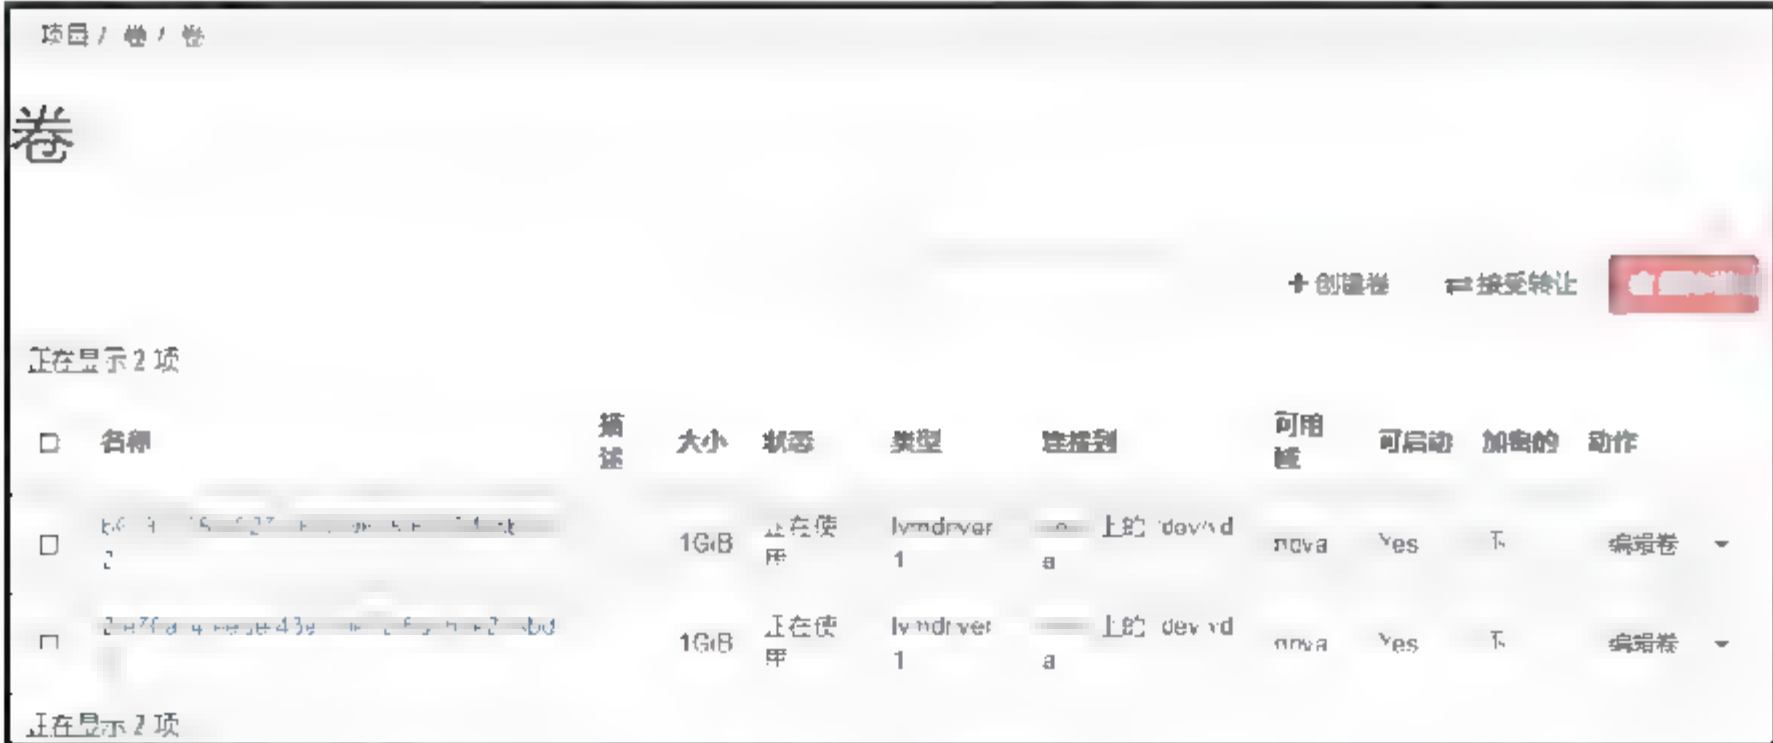 项目 / 卷 / 卷
卷
+创建卷 ⇄接受转让
正在显示 2 项
名称 描述 大小 状态 类型 连接到 可用域 可启动 加密的 动作
1GiB 正在使用 lvmdriver-1 上的 /dev/vda nova Yes 不 编辑卷
1GiB 正在使用 lvmdriver-1 上的 /dev/vda nova Yes 不 编辑卷
正在显示 2 项